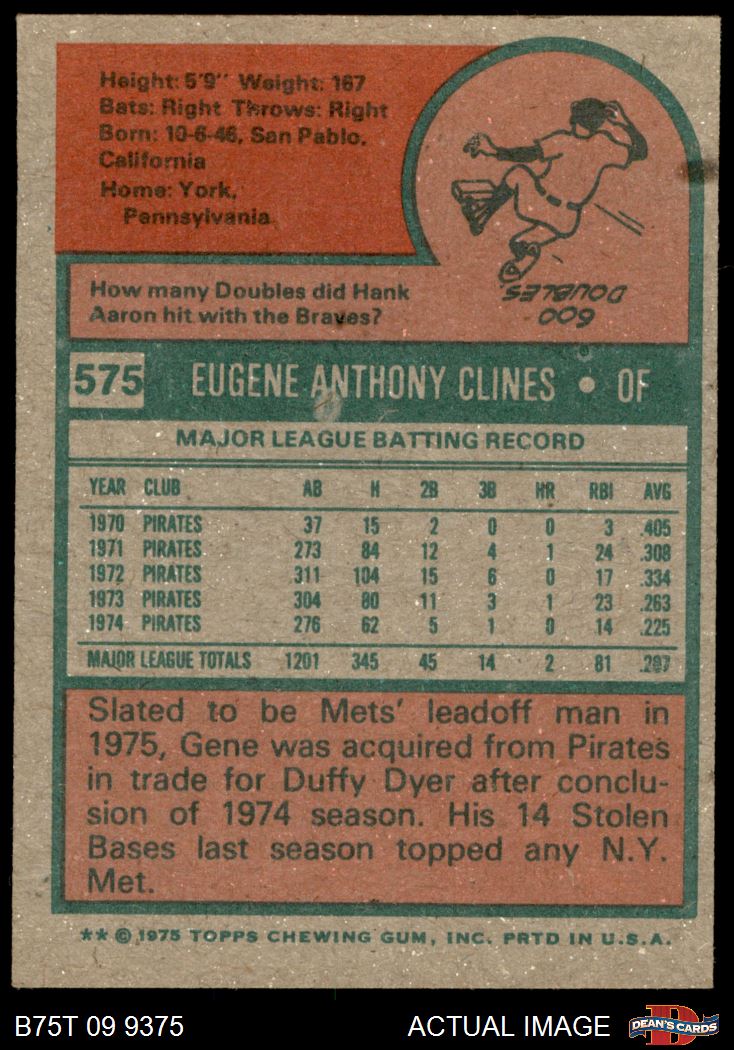 Height: 5'9" Weight: 167
Bats: Right Throws: Right
Born: 10-6-46, San Pablo,
California
Home: York,
Pennsylvania
How many Doubles did Hank
Aaron hit with the Braves?
600
DOUBLES
575 EUGENE ANTHONY CLINES • OF
MAJOR LEAGUE BATTING RECORD
YEAR CLUB AB H 2B 3B HR RBI AVG
1970 PIRATES 37 15 2 0 0 3 .405
1971 PIRATES 273 84 12 4 1 24 .308
1972 PIRATES 311 104 15 6 0 17 .334
1973 PIRATES 304 80 11 3 1 23 .263
1974 PIRATES 276 62 5 1 0 14 .225
MAJOR LEAGUE TOTALS 1201 345 45 14 2 81 .287
Slated to be Mets' leadoff man in
1975, Gene was acquired from Pirates
in trade for Duffy Dyer after conclu-
sion of 1974 season. His 14 Stolen
Bases last season topped any N.Y.
Met.
** © 1975 TOPPS CHEWING GUM, INC. PRTD IN U.S.A.
B75T 09 9375 ACTUAL IMAGE DEAN'S CARDS